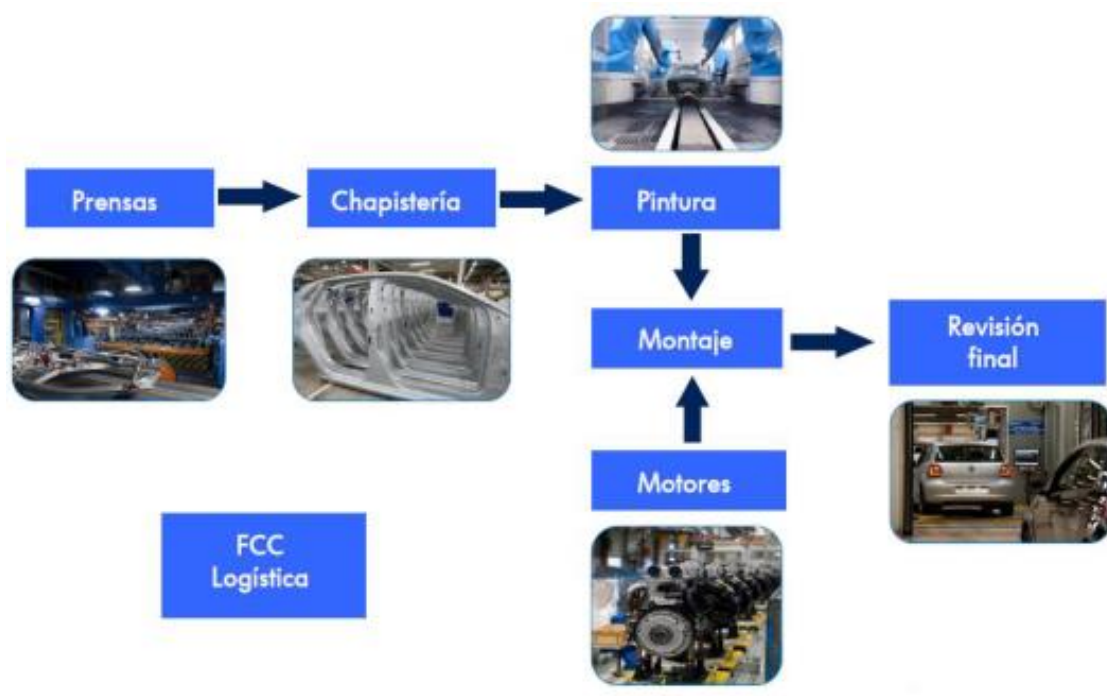 Prensas
Chapistería
Pintura
Montaje
Revisión
final
Motores
FCC
Logística